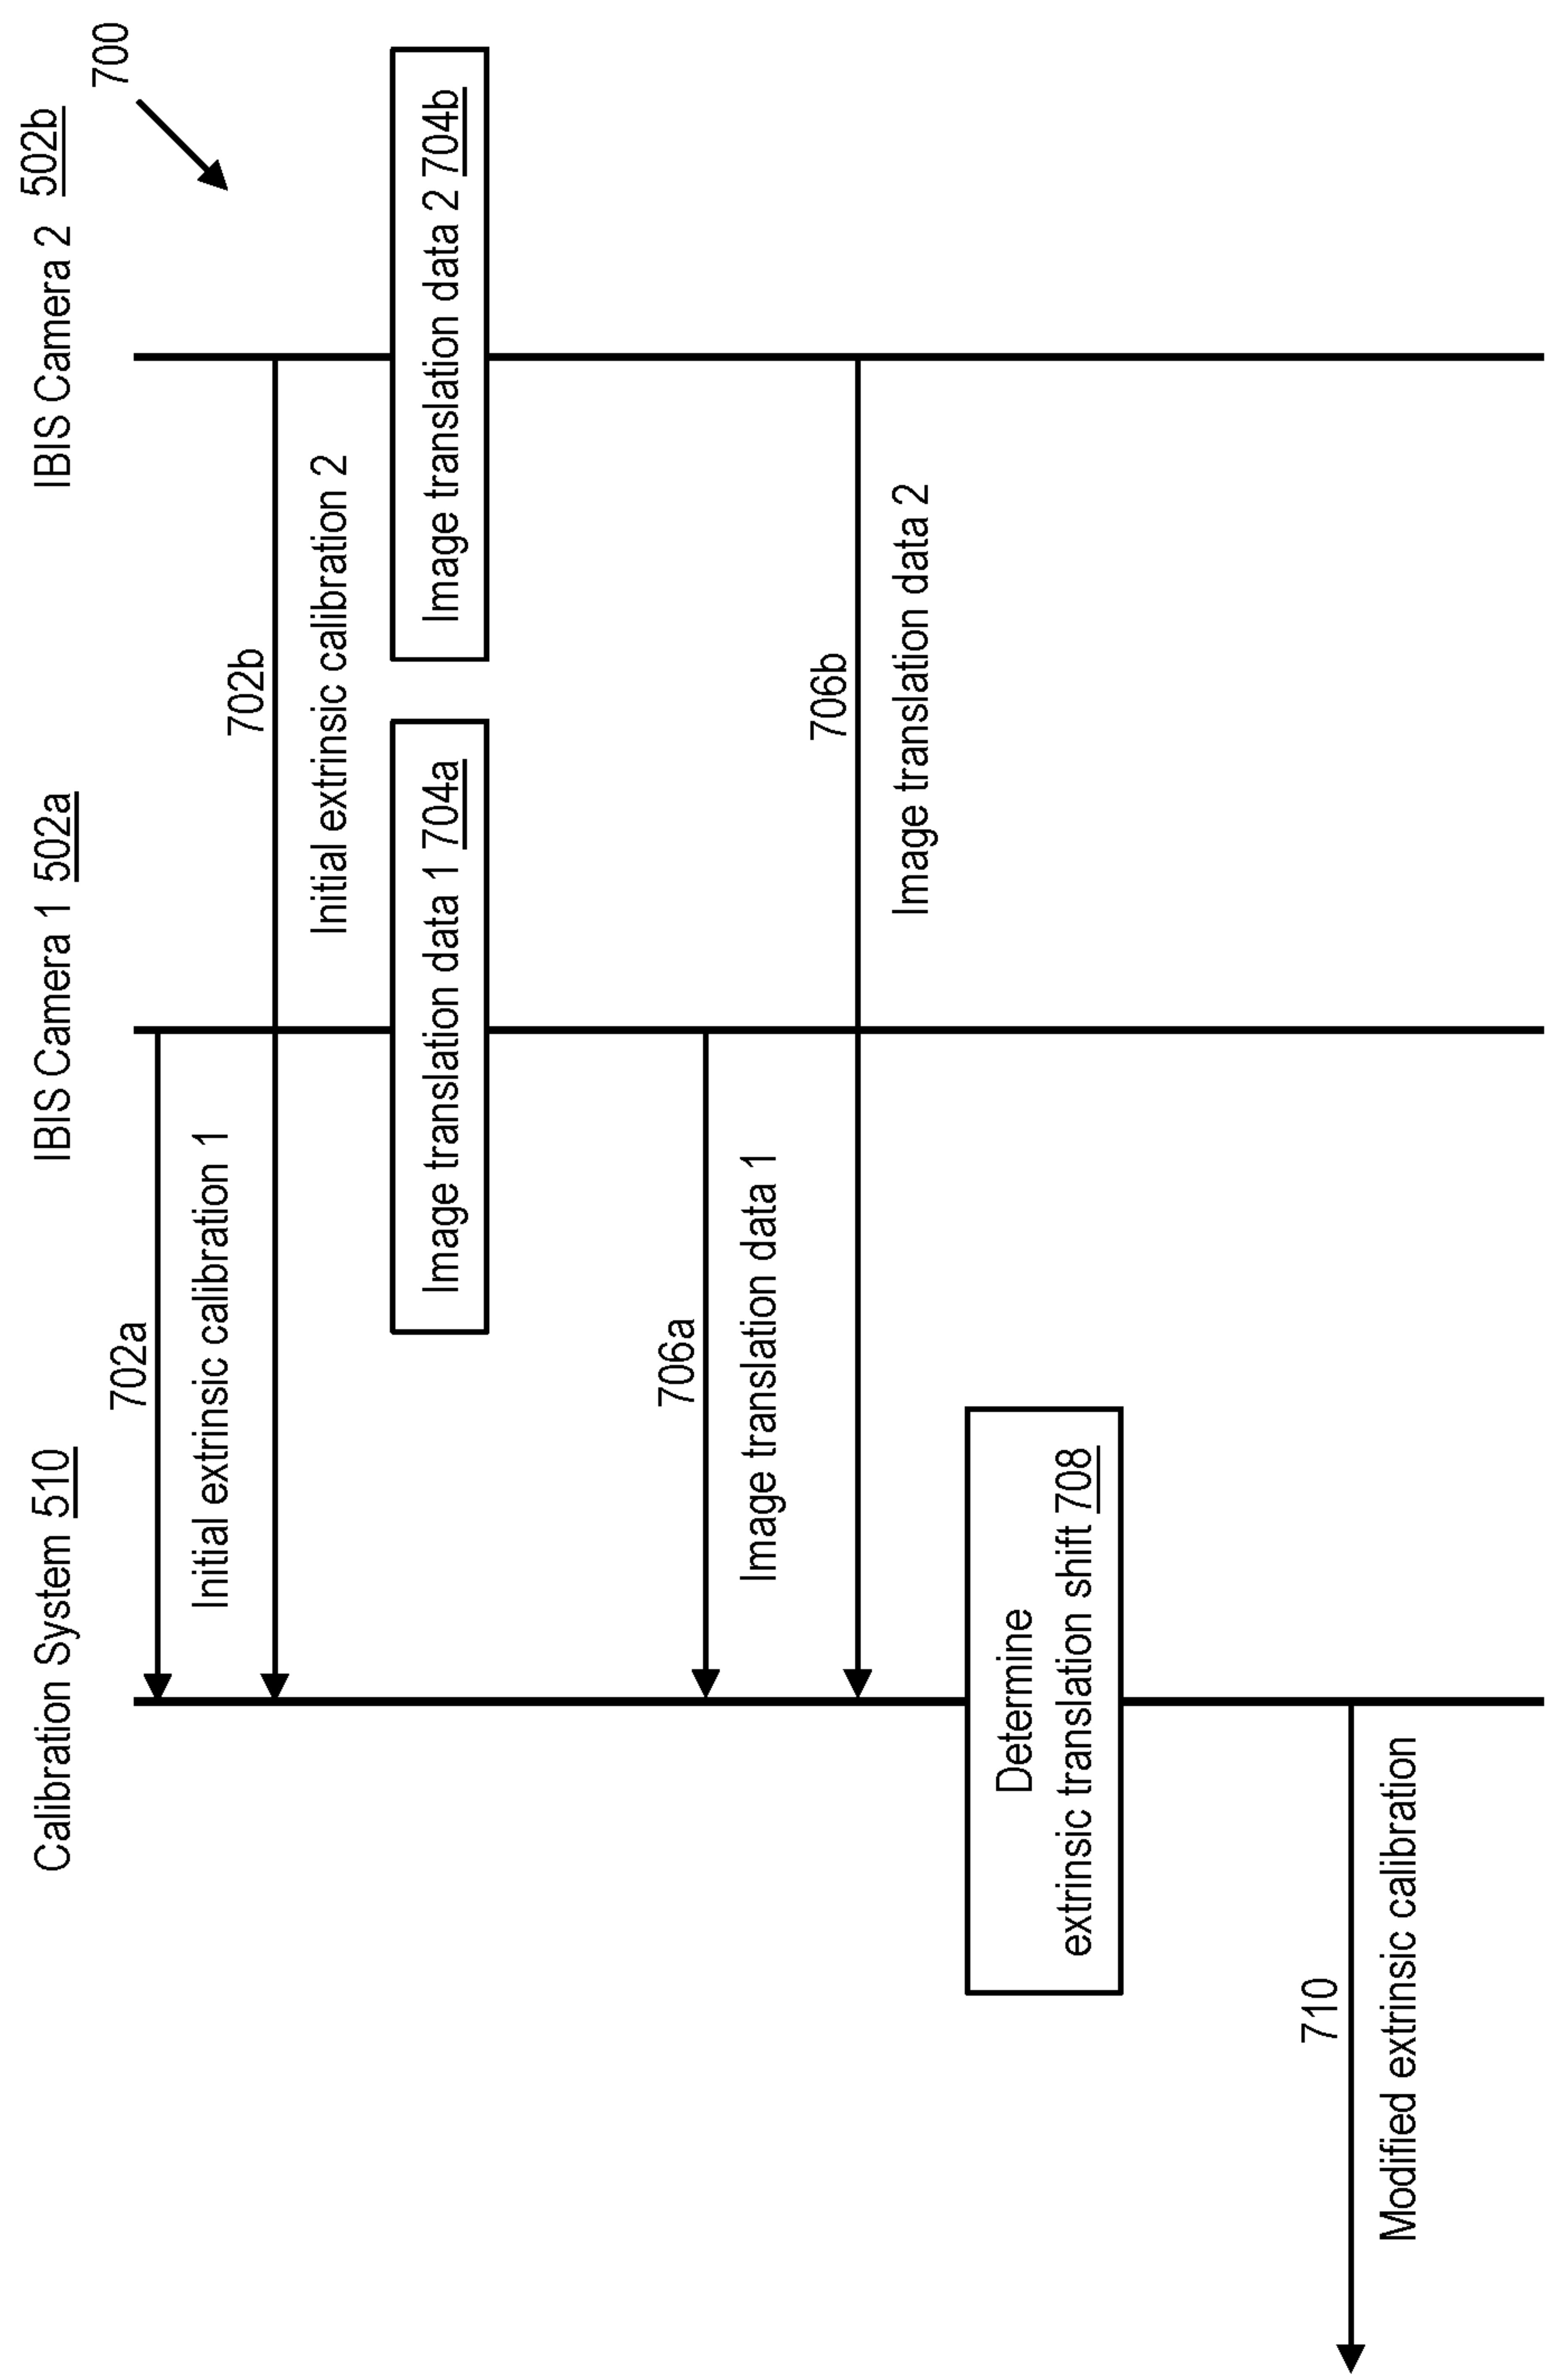 Calibration System 510
IBIS Camera 1 502a
IBIS Camera 2 502b
700
702a
Initial extrinsic calibration 1
702b
Initial extrinsic calibration 2
Image translation data 1 704a
Image translation data 2 704b
706a
Image translation data 1
706b
Image translation data 2
Determine
extrinsic translation shift 708
710
Modified extrinsic calibration